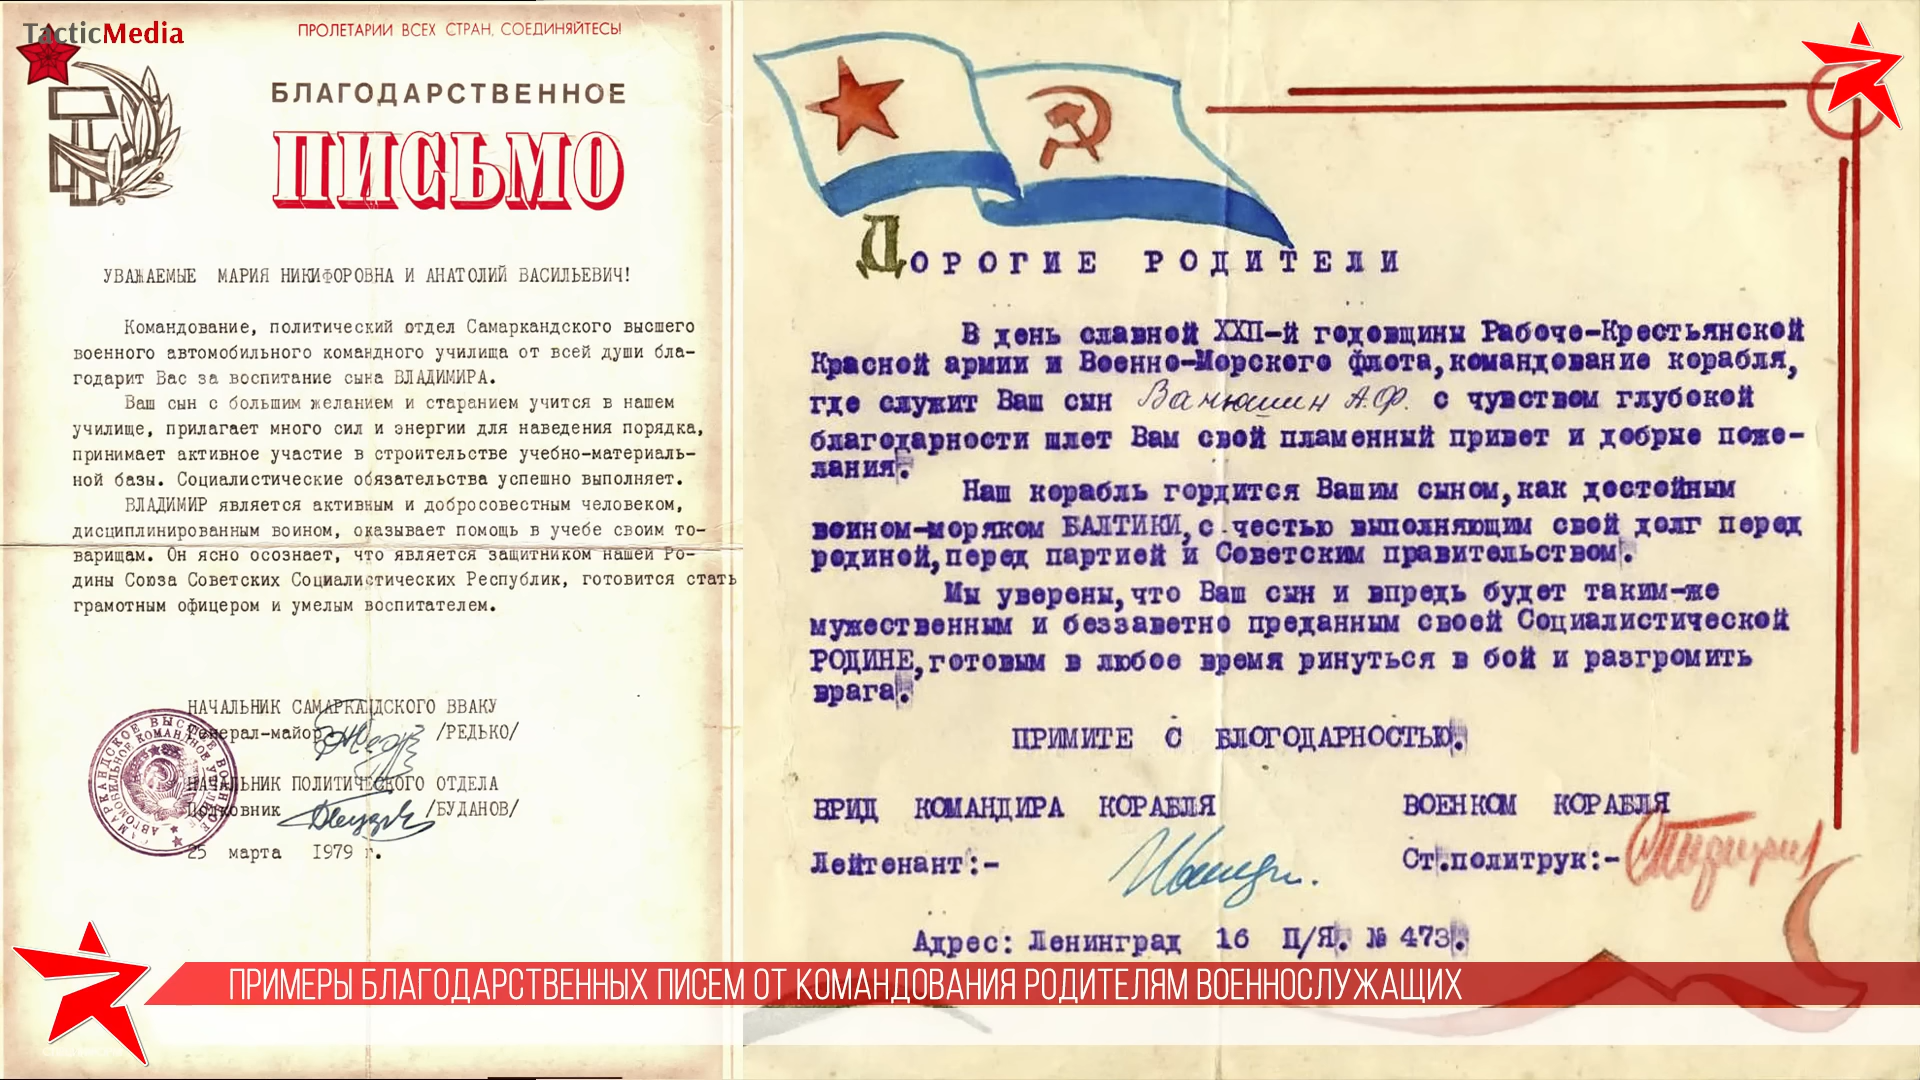 TacticMedia
ПРОЛЕТАРИИ ВСЕХ СТРАН, СОЕДИНЯЙТЕСЬ!
БЛАГОДАРСТВЕННОЕ
ПИСЬМО
УВАЖАЕМЫЕ МАРИЯ НИКИФОРОВНА И АНАТОЛИЙ ВАСИЛЬЕВИЧ!
Командование, политический отдел Самаркандского высшего
военного автомобильного командного училища от всей души бла-
годарит Вас за воспитание сына ВЛАДИМИРА.
Ваш сын с большим желанием и старанием учится в нашем
училище, прилагает много сил и энергии для наведения порядка,
принимает активное участие в строительстве учебно-материаль-
ной базы. Социалистические обязательства успешно выполняет.
ВЛАДИМИР является активным и добросовестным человеком,
дисциплинированным воином, оказывает помощь в учебе своим то-
варищам. Он ясно осознает, что является защитником нашей Ро-
дины Союза Советских Социалистических Республик, готовится стать
грамотным офицером и умелым воспитателем.
НАЧАЛЬНИК САМАРКАНДСКОГО ВВАКУ
Генерал-майор /РЕДЬКО/
НАЧАЛЬНИК ПОЛИТИЧЕСКОГО ОТДЕЛА
Полковник /БУДАНОВ/
25 марта 1979 г.
САМАРКАНДСКОЕ ВЫСШЕЕ ВОЕННОЕ
АВТОМОБИЛЬНОЕ КОМАНДНОЕ УЧИЛИЩЕ
ДОРОГИЕ РОДИТЕЛИ
В день славной XXП-й годовщины Рабоче-Крестьянской
Красной армии и Военно-Морского флота,командование корабля,
где служит Ваш сын Ванюшин А.Ф. с чувством глубокой
благодарности шлет Вам свой пламенный привет и добрые поже-
лания.
Наш корабль гордится Вашим сыном,как достойным
воином-моряком БАЛТИКИ,с честью выполняющим свой долг перед
родиной,перед партией и Советским правительством.
Мы уверены,что Ваш сын и впредь будет таким-же
мужественным и беззаветно преданным своей Социалистической
РОДИНЕ,готовым в любое время ринуться в бой и разгромить
врага.
ПРИМИТЕ С БЛОГОДАРНОСТЬЮ.
ВРИД КОМАНДИРА КОРАБЛЯ ВОЕНКОМ КОРАБЛЯ
Лейтенант:- Ст.политрук:-
Адрес: Ленинград 16 П/Я. № 473.
ПРИМЕРЫ БЛАГОДАРСТВЕННЫХ ПИСЕМ ОТ КОМАНДОВАНИЯ РОДИТЕЛЯМ ВОЕННОСЛУЖАЩИХ